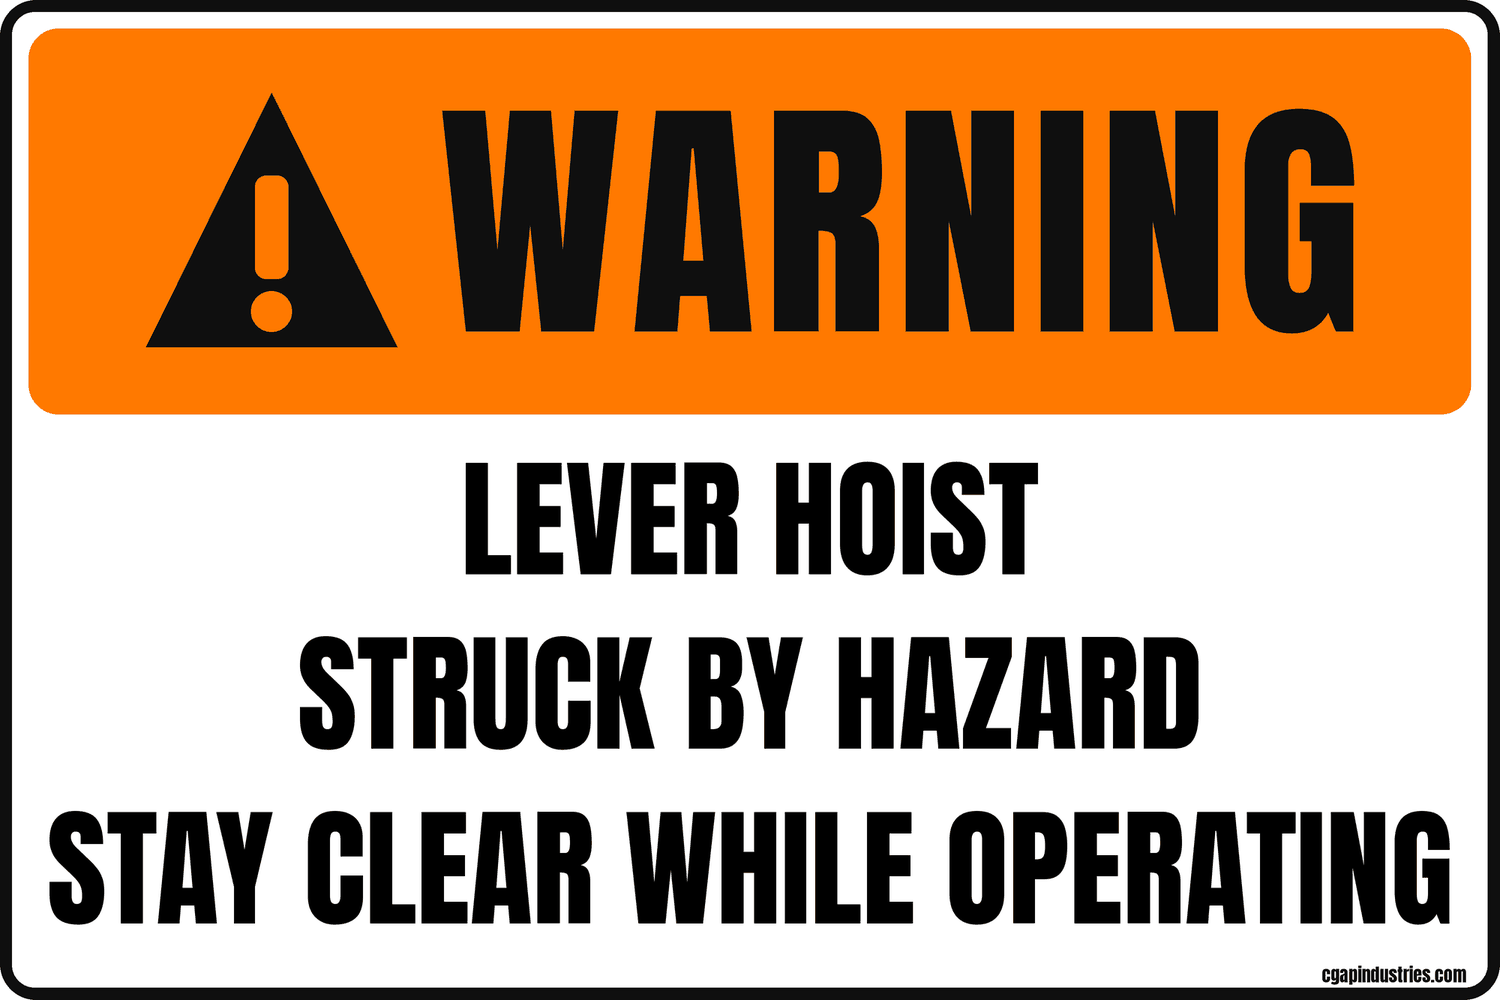 WARNING
LEVER HOIST
STRUCK BY HAZARD
STAY CLEAR WHILE OPERATING
cgapindustries.com